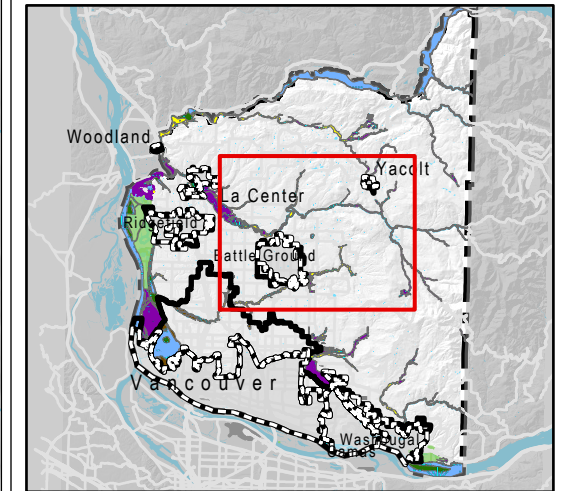 Woodland
Yacolt
La Center
Ridgefield
Battle Ground
Vancouver
Washougal
Camas